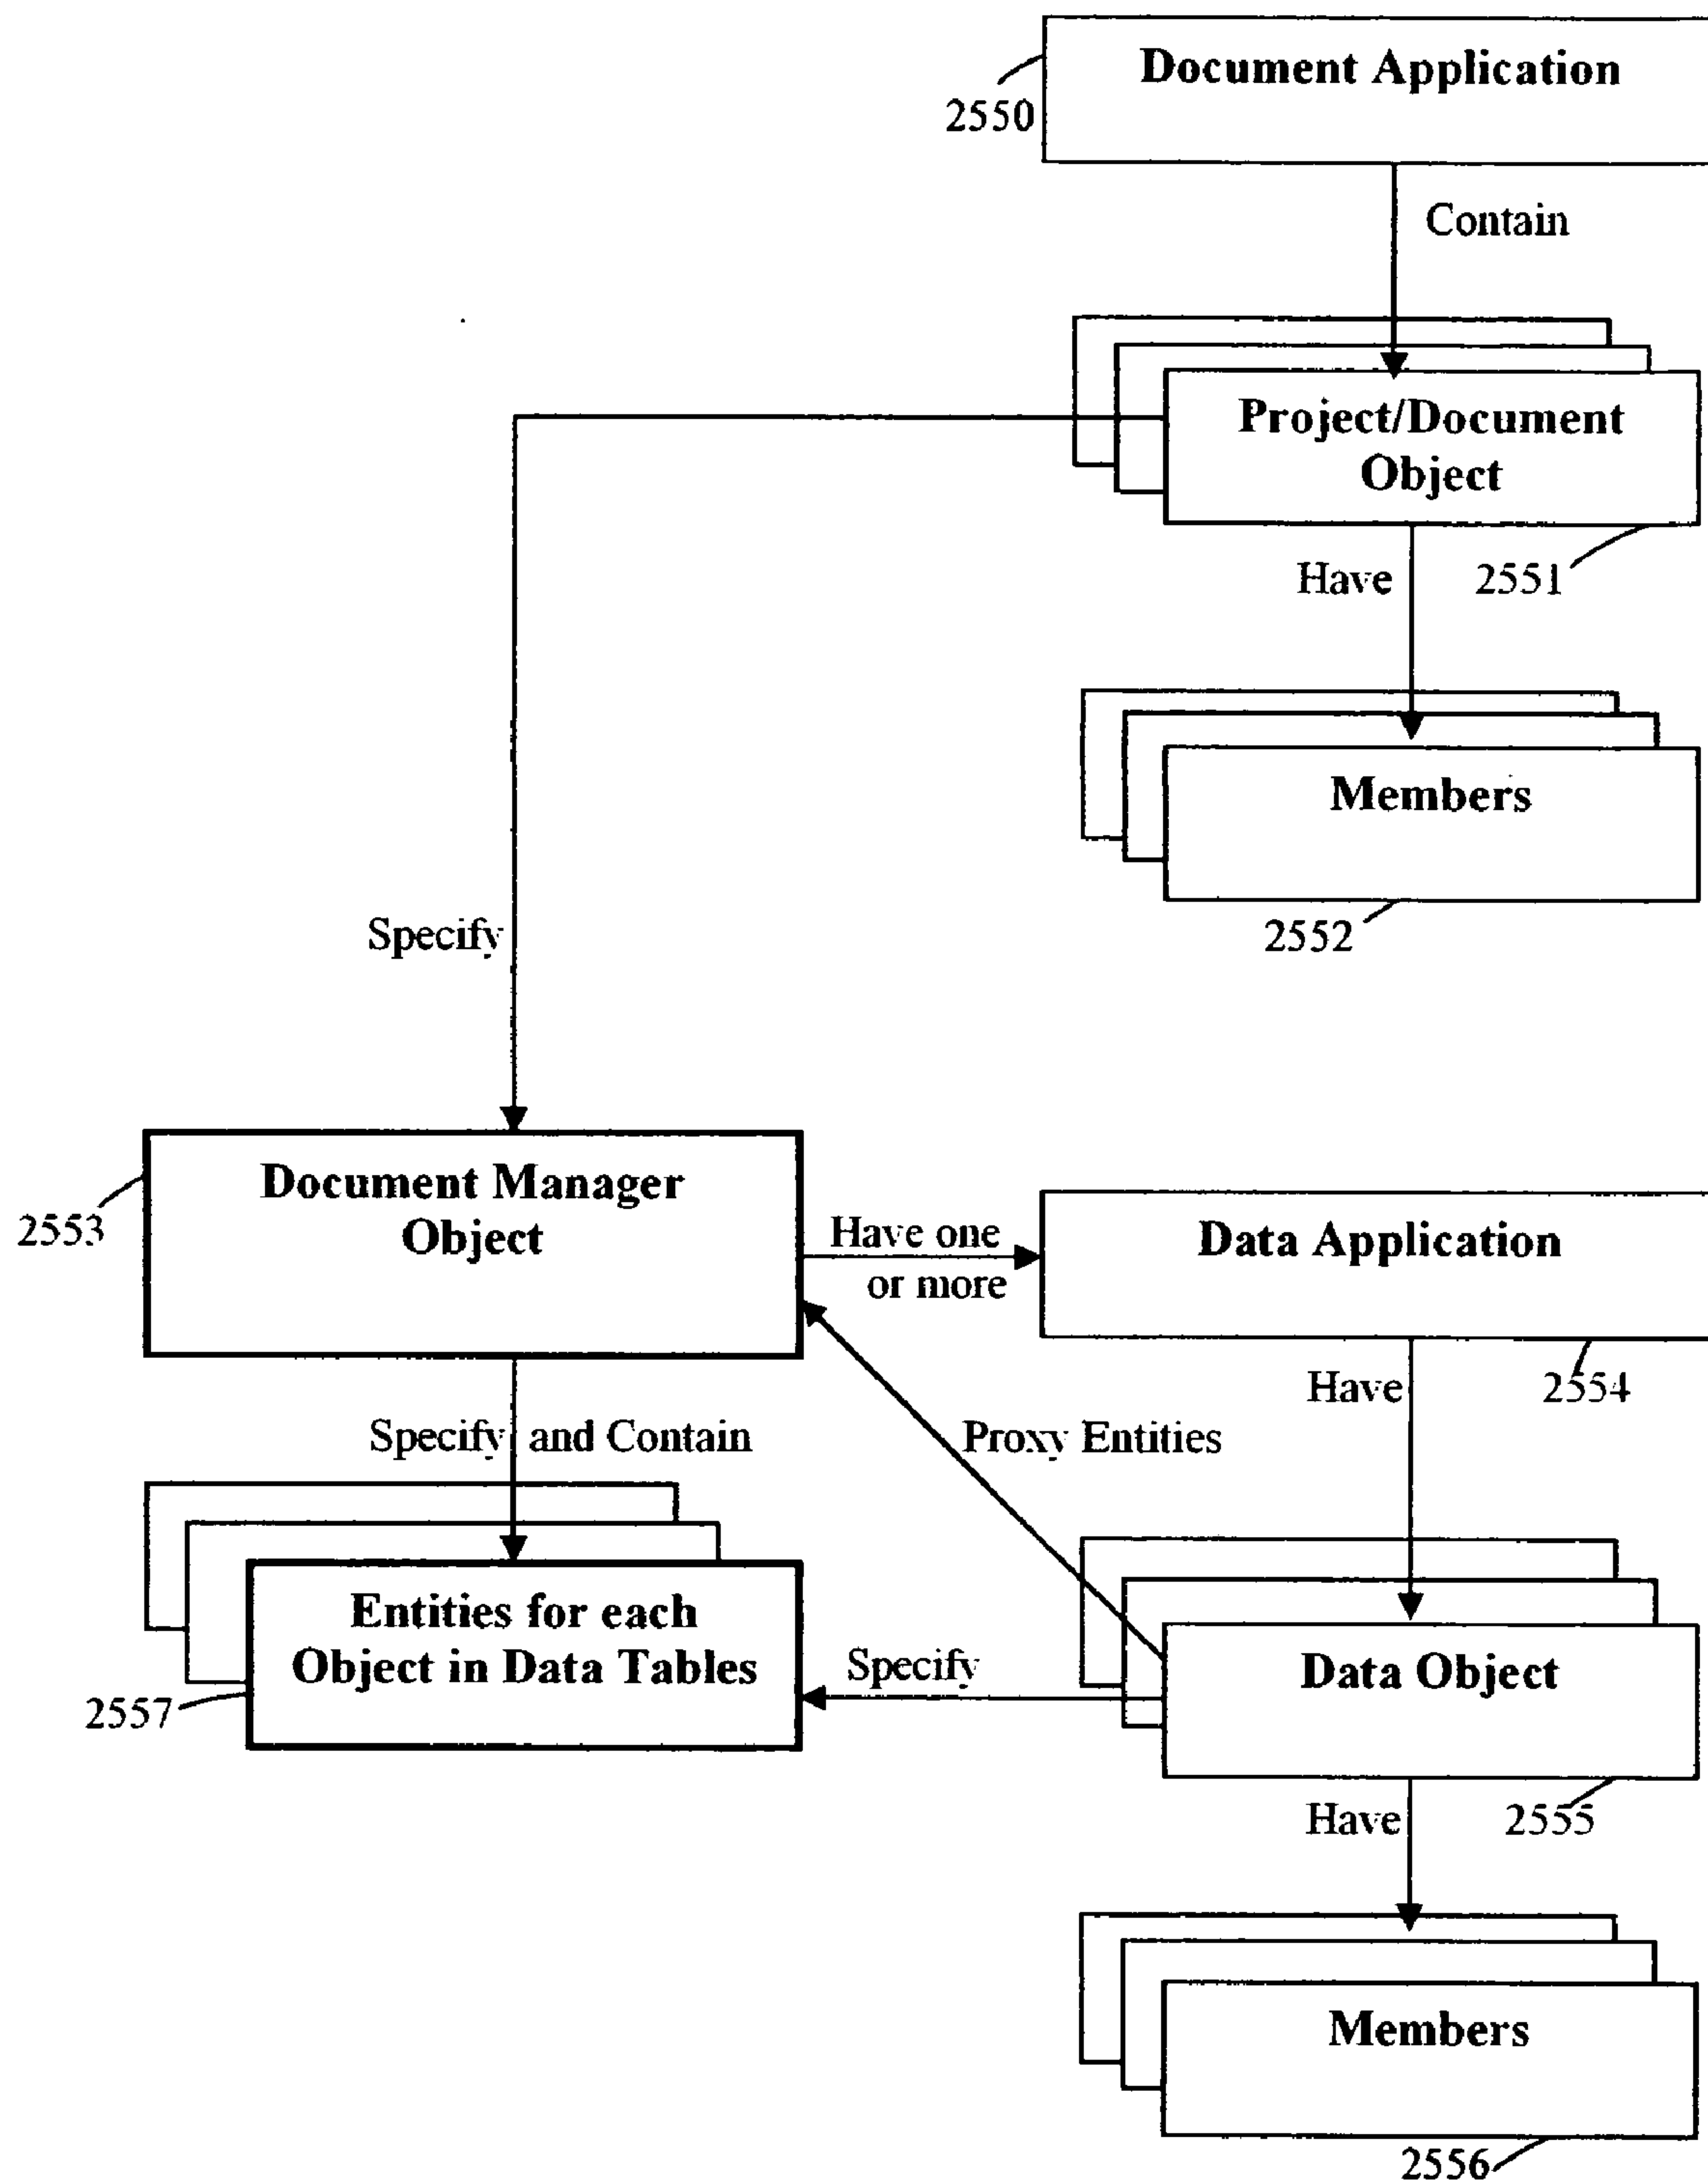 Document Application
2550
Contain
Project/Document
Object
Have
2551
Members
2552
Specify
Document Manager
Object
2553
Have one
or more
Data Application
2554
Have
Specify and Contain
Proxy Entities
Entities for each
Object in Data Tables
2557
Specify
Data Object
2555
Have
Members
2556